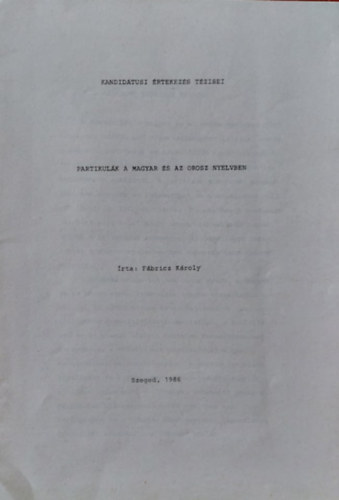 KANDIDÁTUSI ÉRTEKEZÉS TÉZISEI
PARTIKULÁK A MAGYAR ÉS AZ OROSZ NYELVBEN
Írta: Fábricz Károly
Szeged, 1986